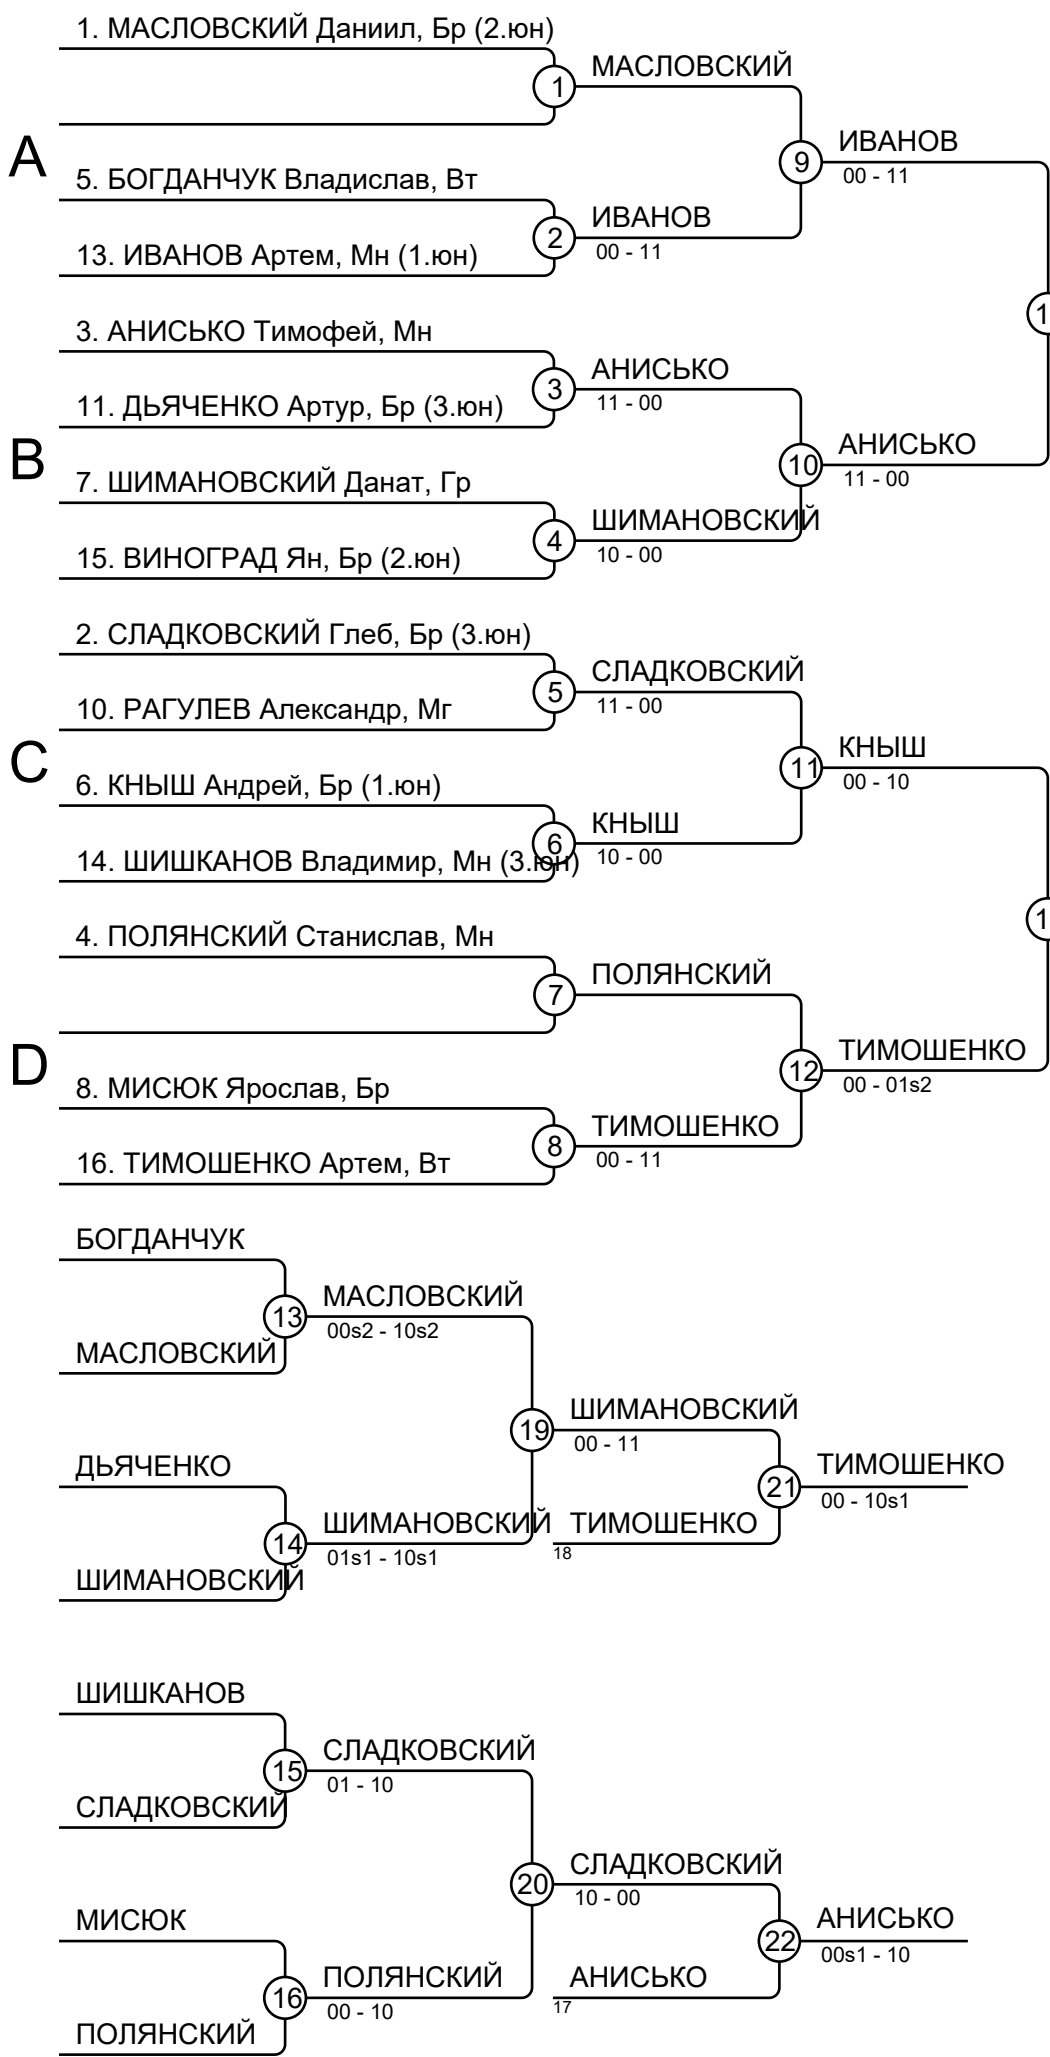 1. МАСЛОВСКИЙ Даниил, Бр (2.юн)
МАСЛОВСКИЙ
1
A
ИВАНОВ
9
00 - 11
5. БОГДАНЧУК Владислав, Вт
ИВАНОВ
2
00 - 11
13. ИВАНОВ Артем, Мн (1.юн)
1
3. АНИСЬКО Тимофей, Мн
АНИСЬКО
3
11 - 00
11. ДЬЯЧЕНКО Артур, Бр (3.юн)
B
АНИСЬКО
10
11 - 00
7. ШИМАНОВСКИЙ Данат, Гр
ШИМАНОВСКИЙ
4
10 - 00
15. ВИНОГРАД Ян, Бр (2.юн)
2. СЛАДКОВСКИЙ Глеб, Бр (3.юн)
СЛАДКОВСКИЙ
5
11 - 00
10. РАГУЛЕВ Александр, Мг
C
КНЫШ
11
00 - 10
6. КНЫШ Андрей, Бр (1.юн)
КНЫШ
6
10 - 00
14. ШИШКАНОВ Владимир, Мн (3.юн)
1
4. ПОЛЯНСКИЙ Станислав, Мн
ПОЛЯНСКИЙ
7
D
ТИМОШЕНКО
12
00 - 01s2
8. МИСЮК Ярослав, Бр
ТИМОШЕНКО
8
00 - 11
16. ТИМОШЕНКО Артем, Вт
БОГДАНЧУК
МАСЛОВСКИЙ
13
00s2 - 10s2
МАСЛОВСКИЙ
ШИМАНОВСКИЙ
19
00 - 11
ДЬЯЧЕНКО
ТИМОШЕНКО
21
00 - 10s1
ШИМАНОВСКИЙ
ТИМОШЕНКО
14
01s1 - 10s1
18
ШИМАНОВСКИЙ
ШИШКАНОВ
СЛАДКОВСКИЙ
15
01 - 10
СЛАДКОВСКИЙ
СЛАДКОВСКИЙ
20
10 - 00
МИСЮК
АНИСЬКО
22
00s1 - 10
ПОЛЯНСКИЙ
АНИСЬКО
16
00 - 10
17
ПОЛЯНСКИЙ